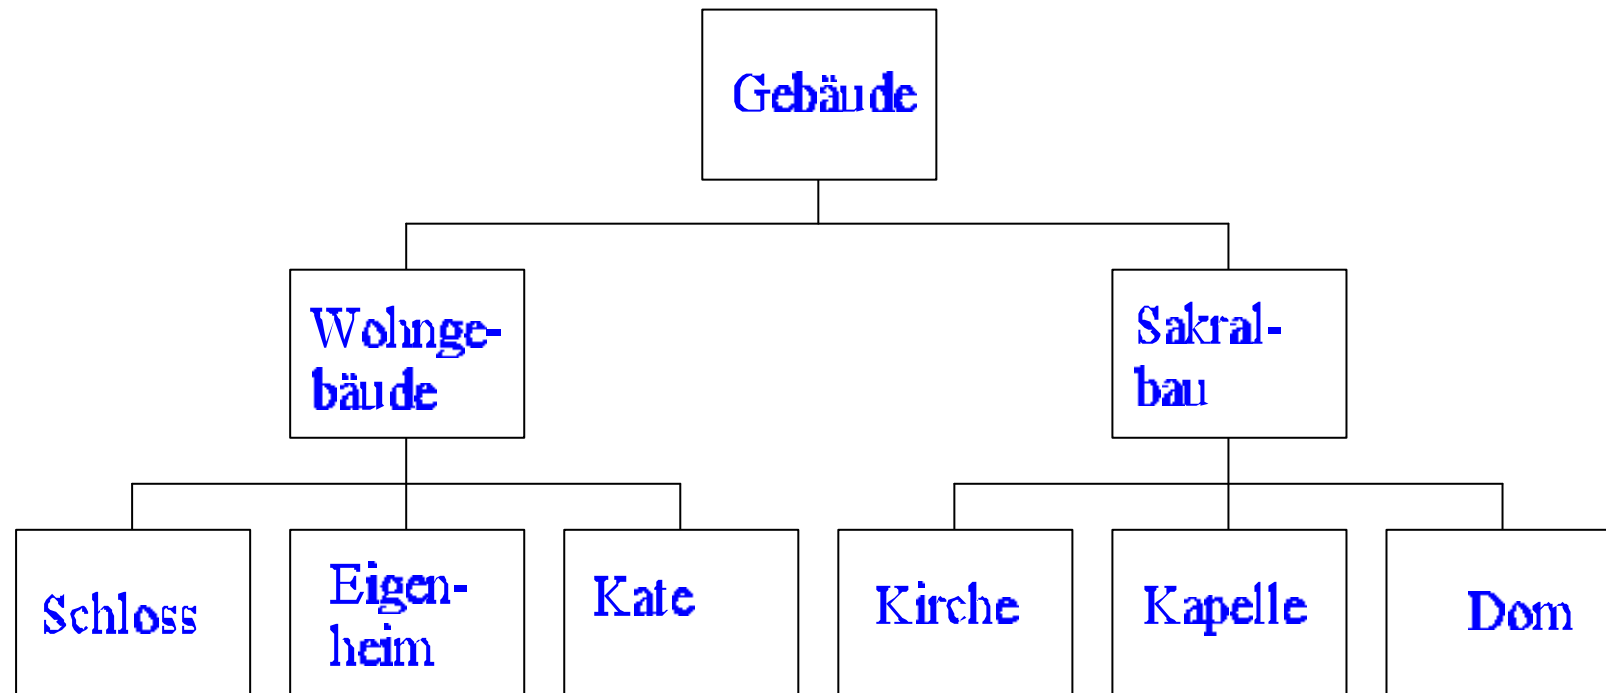 Gebäude
Wohnge-
bäude
Sakral-
bau
Schloss
Eigen-
heim
Kate
Kirche
Kapelle
Dom